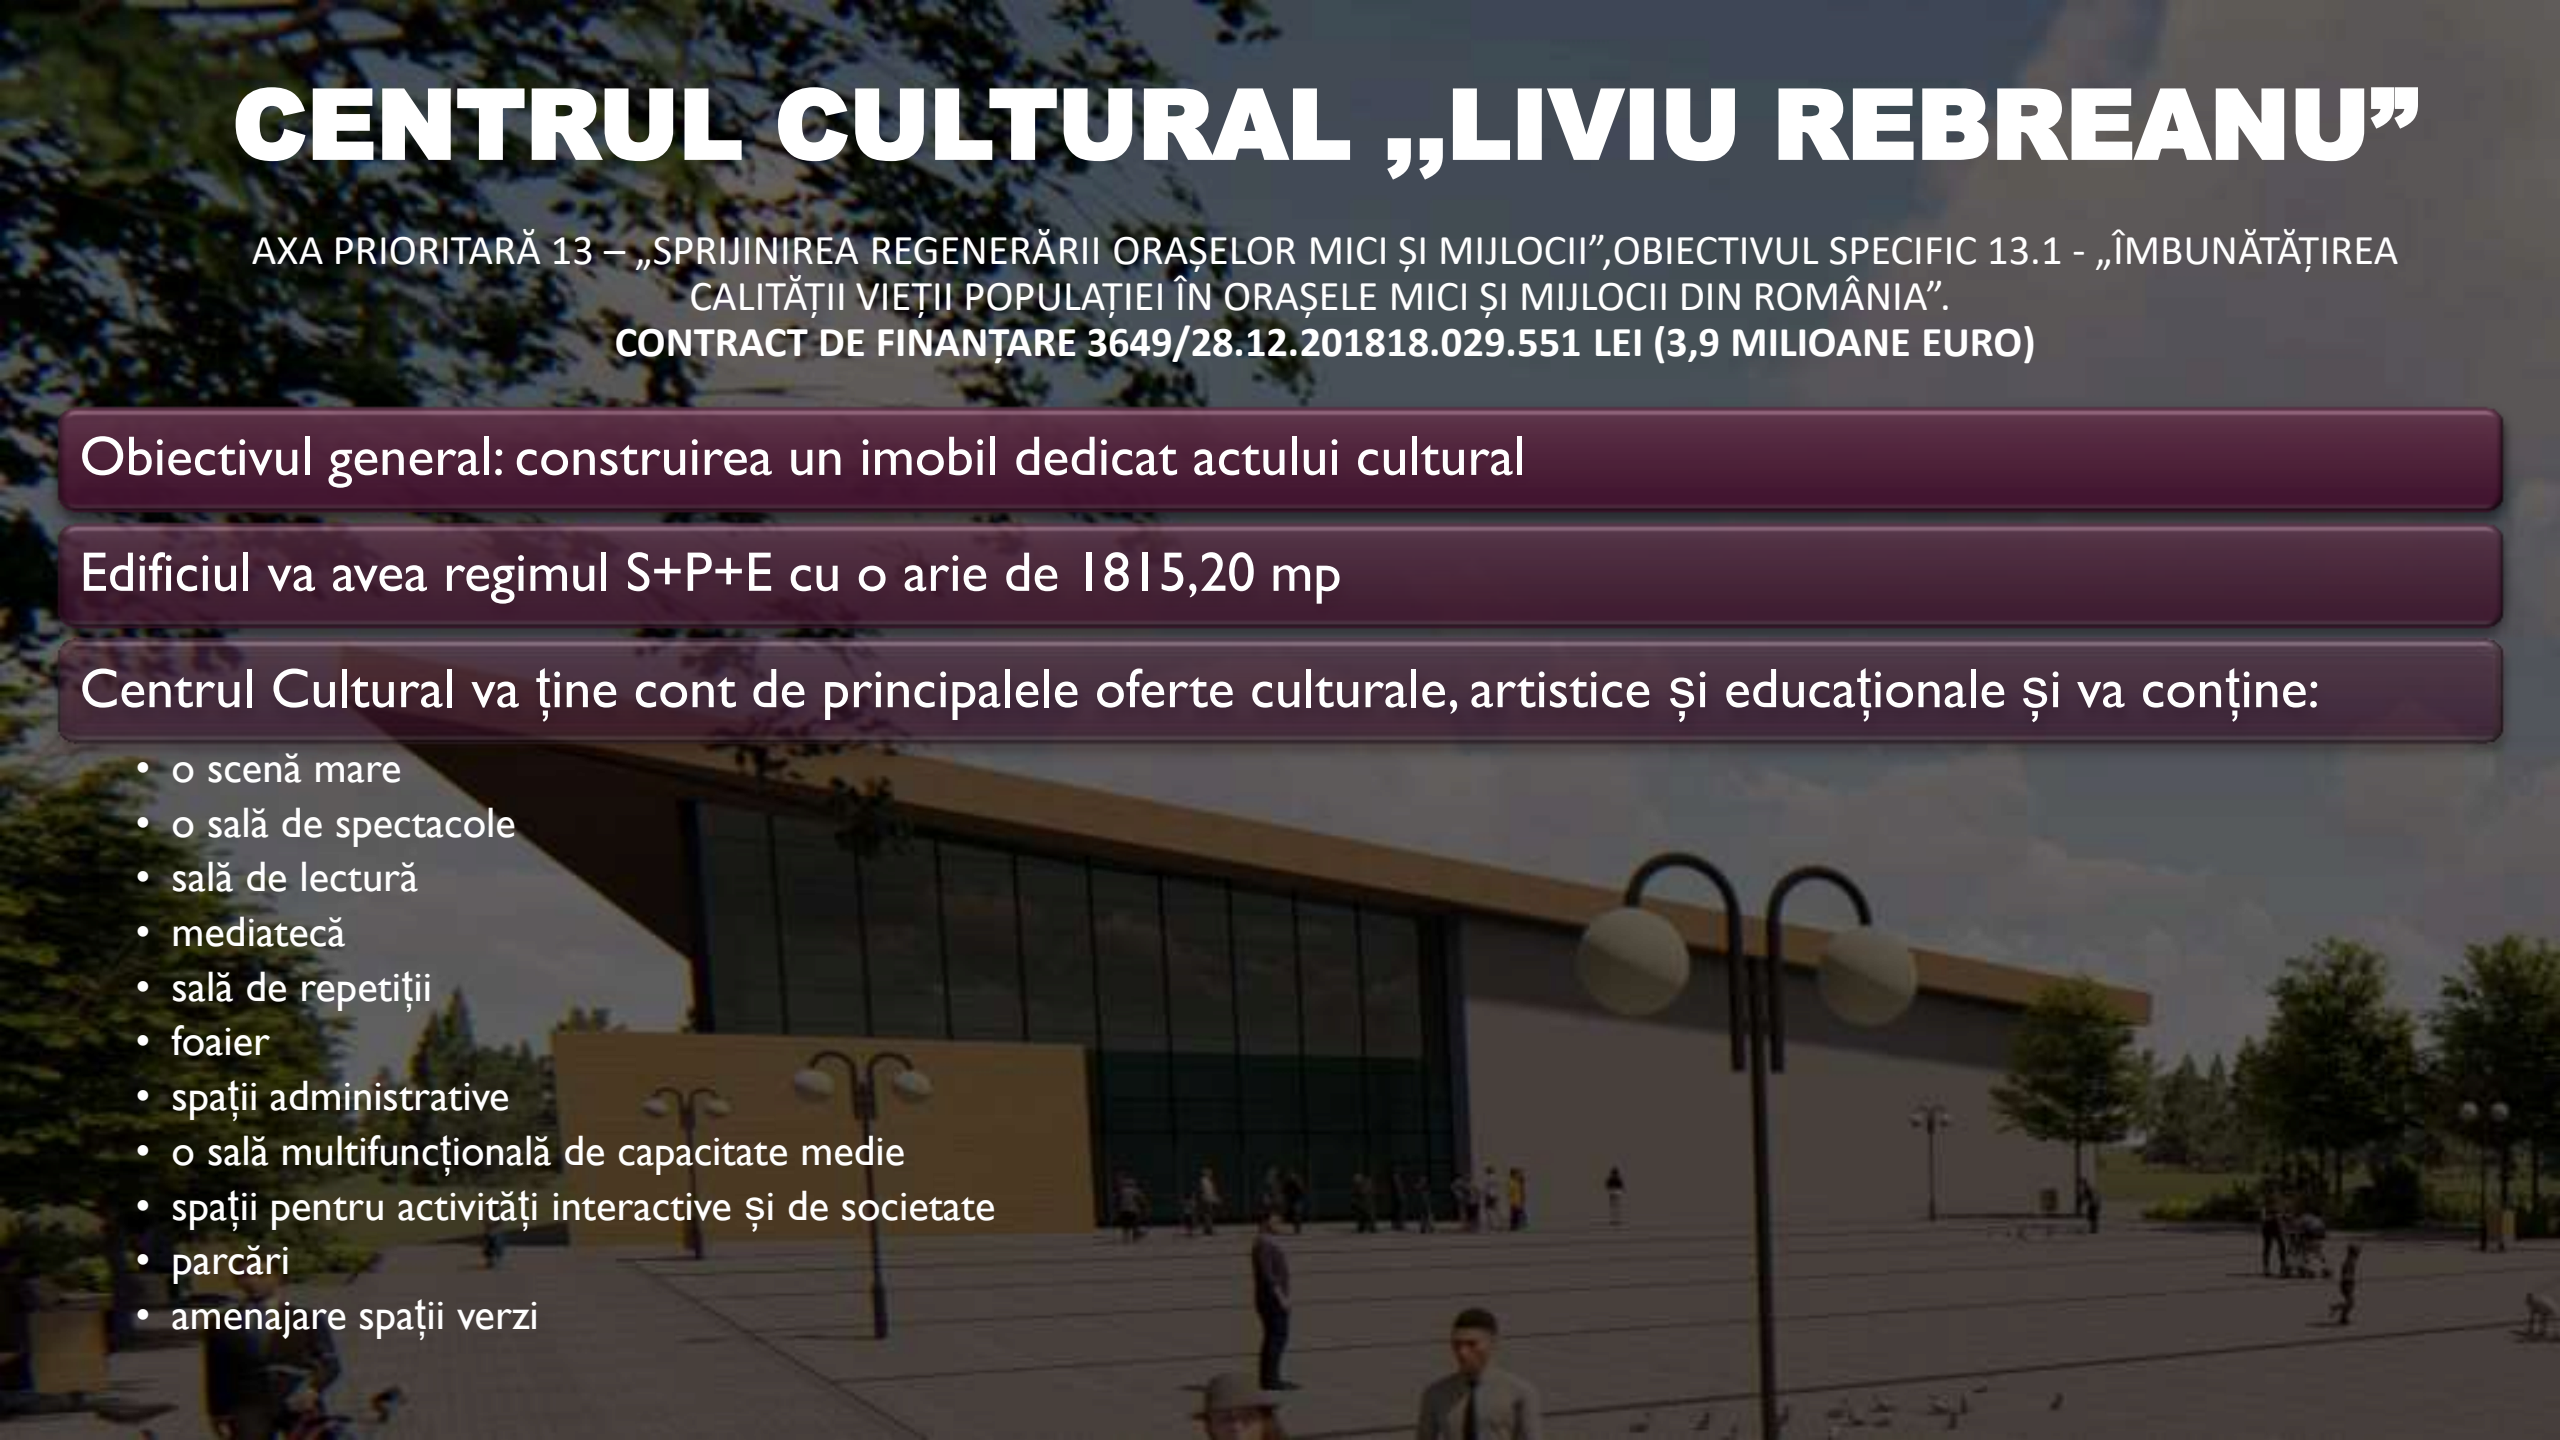 CENTRUL CULTURAL ,,LIVIU REBREANU”
AXA PRIORITARĂ 13 – „SPRIJINIREA REGENERĂRII ORAȘELOR MICI ȘI MIJLOCII”,OBIECTIVUL SPECIFIC 13.1 - „ÎMBUNĂTĂȚIREA
CALITĂȚII VIEȚII POPULAȚIEI ÎN ORAȘELE MICI ȘI MIJLOCII DIN ROMÂNIA”.
CONTRACT DE FINANȚARE 3649/28.12.201818.029.551 LEI (3,9 MILIOANE EURO)
Obiectivul general: construirea un imobil dedicat actului cultural
Edificiul va avea regimul S+P+E cu o arie de 1815,20 mp
Centrul Cultural va ține cont de principalele oferte culturale, artistice și educaționale și va conține:
• o scenă mare
• o sală de spectacole
• sală de lectură
• mediatecă
• sală de repetiții
• foaier
• spații administrative
• o sală multifuncțională de capacitate medie
• spații pentru activități interactive și de societate
• parcări
• amenajare spații verzi